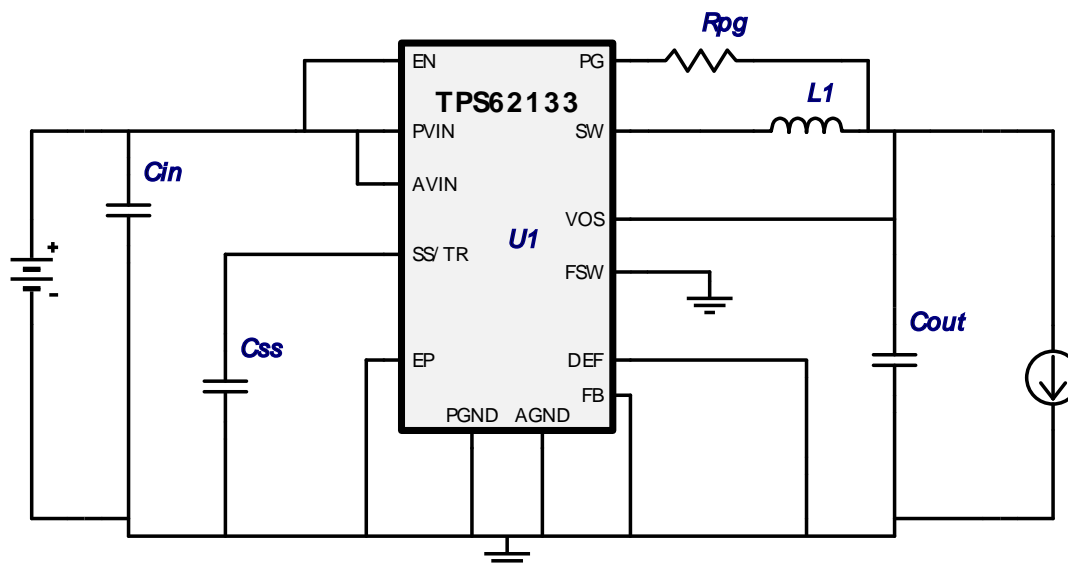 Rpg
EN
PG
TPS62133
L1
PVIN
SW
Cin
AVIN
VOS
U1
+
SS/TR
FSW
-
Cout
Css
EP
DEF
FB
PGND AGND